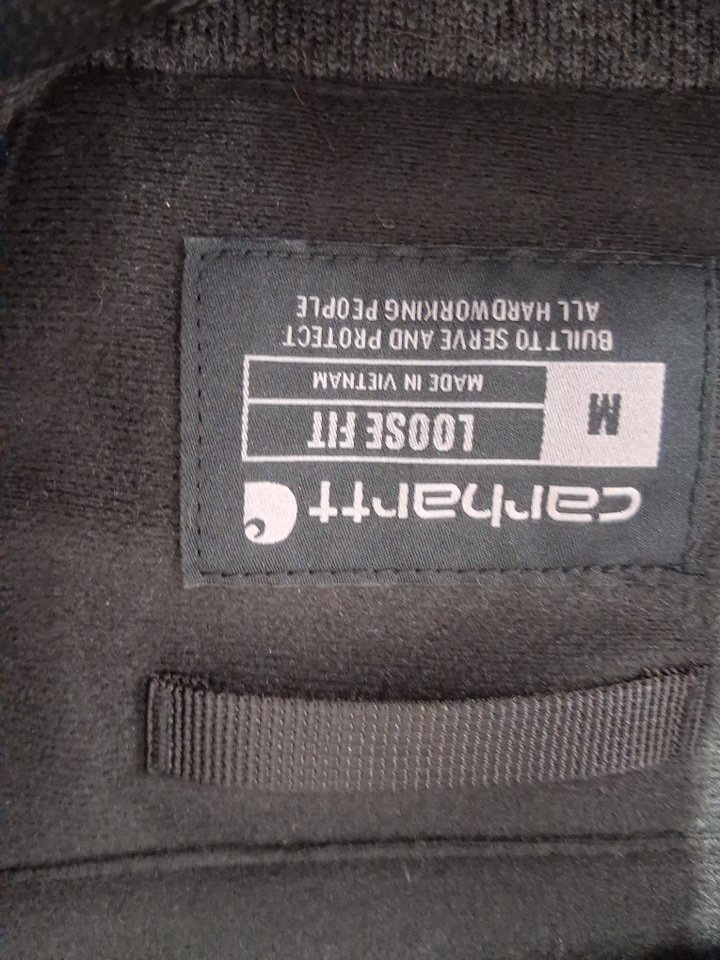 carhartt
M
LOOSE FIT
MADE IN VIETNAM
BUILT TO SERVE AND PROTECT
ALL HARDWORKING PEOPLE